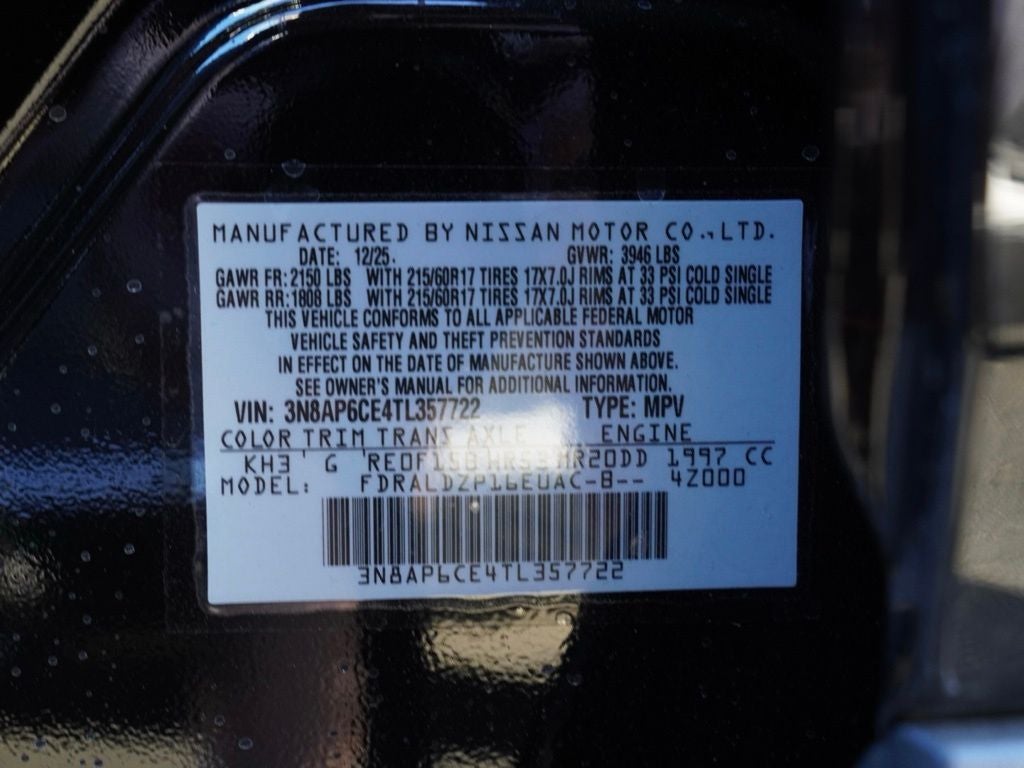 MANUFACTURED BY NISSAN MOTOR CO.,LTD.
DATE: 12/25. GVWR: 3946 LBS
GAWR FR: 2150 LBS WITH 215/60R17 TIRES 17X7.0J RIMS AT 33 PSI COLD SINGLE
GAWR RR: 1808 LBS WITH 215/60R17 TIRES 17X7.0J RIMS AT 33 PSI COLD SINGLE
THIS VEHICLE CONFORMS TO ALL APPLICABLE FEDERAL MOTOR
VEHICLE SAFETY AND THEFT PREVENTION STANDARDS
IN EFFECT ON THE DATE OF MANUFACTURE SHOWN ABOVE.
SEE OWNER'S MANUAL FOR ADDITIONAL INFORMATION.
VIN: 3N8AP6CE4TL357722 TYPE: MPV
COLOR TRIM TRANS AXLE ENGINE
KH3 G RE0F15B HR53 MR20DD 1997 CC
MODEL: FDRALDZP16EUAC-B-- 4Z000
3N8AP6CE4TL357722